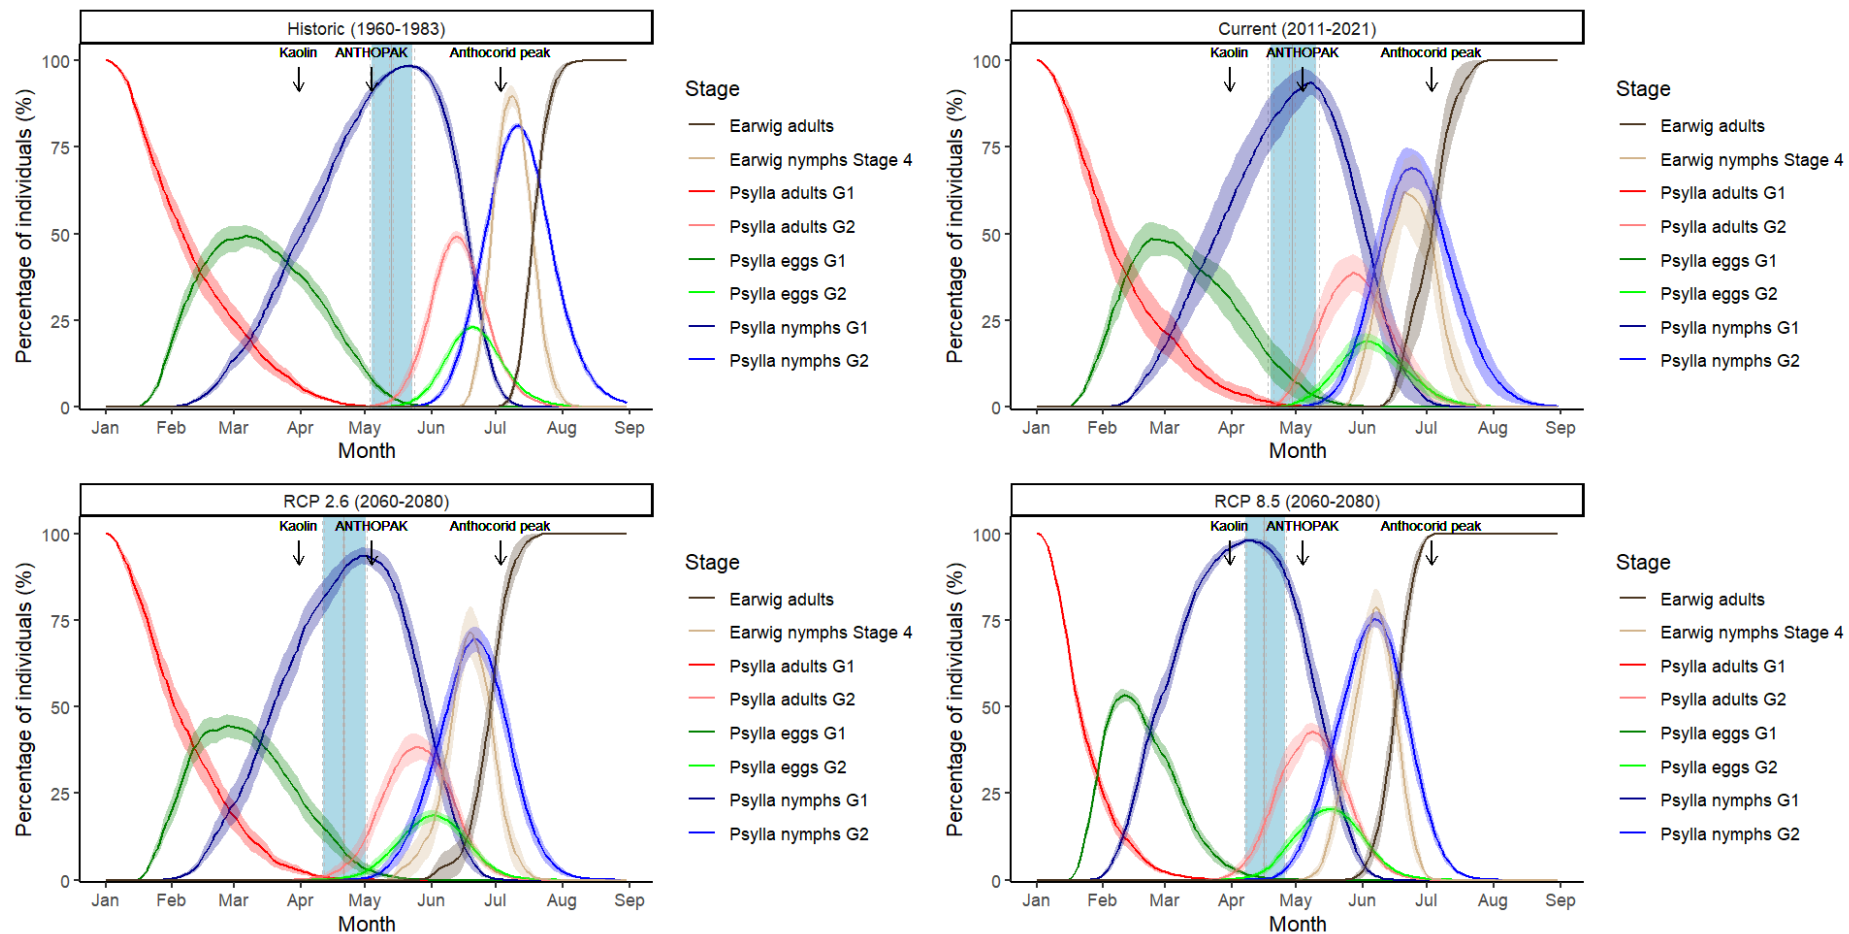 Historic (1960-1983)
Kaolin ANTHOPAK Anthocorid peak
Percentage of individuals (%)
100
75
50
25
0
Jan Feb Mar Apr May Jun Jul Aug Sep
Month
Stage
Earwig adults
Earwig nymphs Stage 4
Psylla adults G1
Psylla adults G2
Psylla eggs G1
Psylla eggs G2
Psylla nymphs G1
Psylla nymphs G2
Current (2011-2021)
Kaolin ANTHOPAK Anthocorid peak
Percentage of individuals (%)
100
75
50
25
0
Jan Feb Mar Apr May Jun Jul Aug Sep
Month
Stage
Earwig adults
Earwig nymphs Stage 4
Psylla adults G1
Psylla adults G2
Psylla eggs G1
Psylla eggs G2
Psylla nymphs G1
Psylla nymphs G2
RCP 2.6 (2060-2080)
Kaolin ANTHOPAK Anthocorid peak
Percentage of individuals (%)
100
75
50
25
0
Jan Feb Mar Apr May Jun Jul Aug Sep
Month
Stage
Earwig adults
Earwig nymphs Stage 4
Psylla adults G1
Psylla adults G2
Psylla eggs G1
Psylla eggs G2
Psylla nymphs G1
Psylla nymphs G2
RCP 8.5 (2060-2080)
Kaolin ANTHOPAK Anthocorid peak
Percentage of individuals (%)
100
75
50
25
0
Jan Feb Mar Apr May Jun Jul Aug Sep
Month
Stage
Earwig adults
Earwig nymphs Stage 4
Psylla adults G1
Psylla adults G2
Psylla eggs G1
Psylla eggs G2
Psylla nymphs G1
Psylla nymphs G2